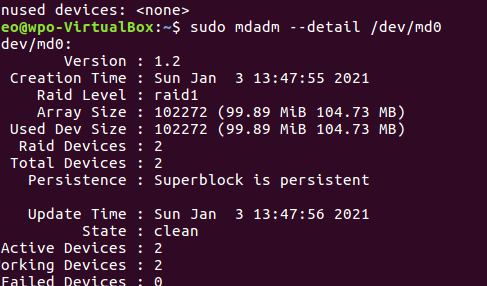 nused devices: <none>
eo@wpo-VirtualBox:~$ sudo mdadm --detail /dev/md0
dev/md0:
Version : 1.2
Creation Time : Sun Jan  3 13:47:55 2021
Raid Level : raid1
Array Size : 102272 (99.89 MiB 104.73 MB)
Used Dev Size : 102272 (99.89 MiB 104.73 MB)
Raid Devices : 2
Total Devices : 2
Persistence : Superblock is persistent
Update Time : Sun Jan  3 13:47:56 2021
State : clean
Active Devices : 2
orking Devices : 2
Failed Devices : 0